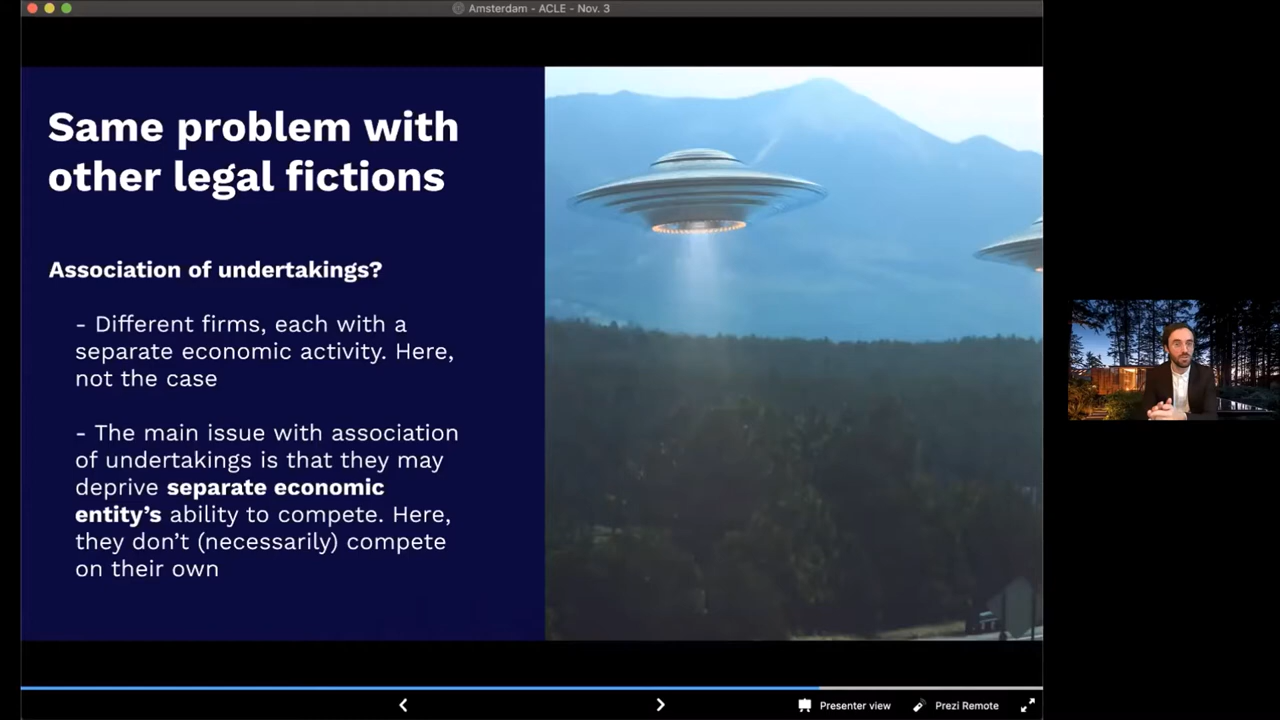 Amsterdam - ACLE - Nov. 3
Same problem with
other legal fictions
Association of undertakings?
- Different firms, each with a
separate economic activity. Here,
not the case
- The main issue with association
of undertakings is that they may
deprive separate economic
entity’s ability to compete. Here,
they don’t (necessarily) compete
on their own
Presenter view
Prezi Remote